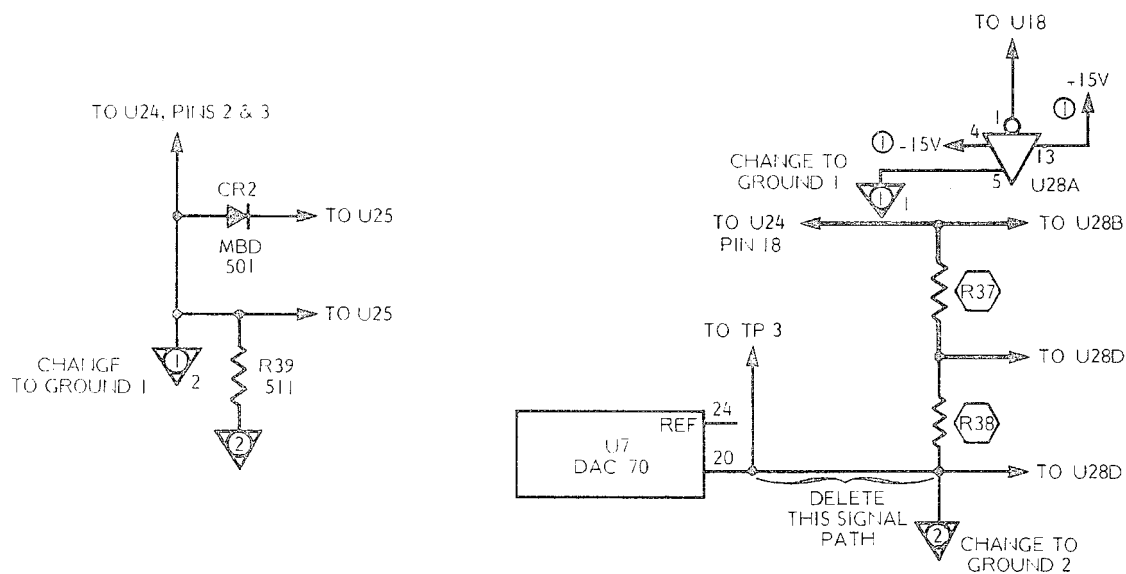 TO U24, PINS 2 & 3
CR2
TO U25
MBD
501
TO U25
1
2
CHANGE
TO GROUND 1
R39
511
2
TO U18
+15V
1
1
4
1 -15V
13
5
U28A
CHANGE TO
GROUND 1
1
1
TO U24
PIN 18
TO U28B
R37
TO TP 3
TO U28D
R38
REF 24
U7
DAC 70
20
TO U28D
DELETE
THIS SIGNAL
PATH
2
CHANGE TO
GROUND 2